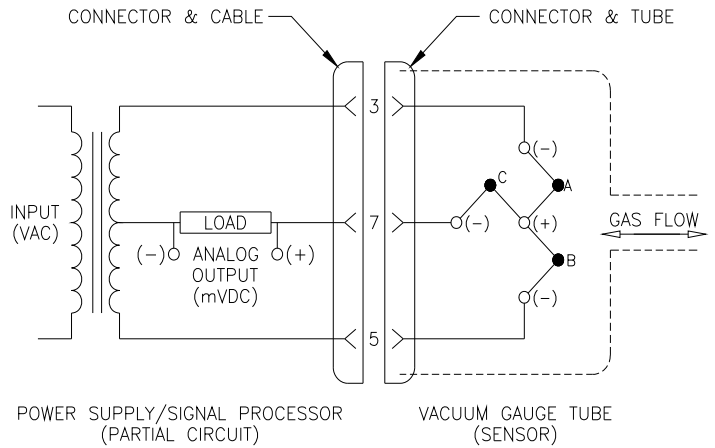 CONNECTOR & CABLE
CONNECTOR & TUBE
3
(-)
C
A
INPUT
(VAC)
LOAD
7
(-)
(+)
GAS FLOW
(-)
ANALOG
OUTPUT
(mVDC)
(+)
B
(-)
5
POWER SUPPLY/SIGNAL PROCESSOR
(PARTIAL CIRCUIT)
VACUUM GAUGE TUBE
(SENSOR)